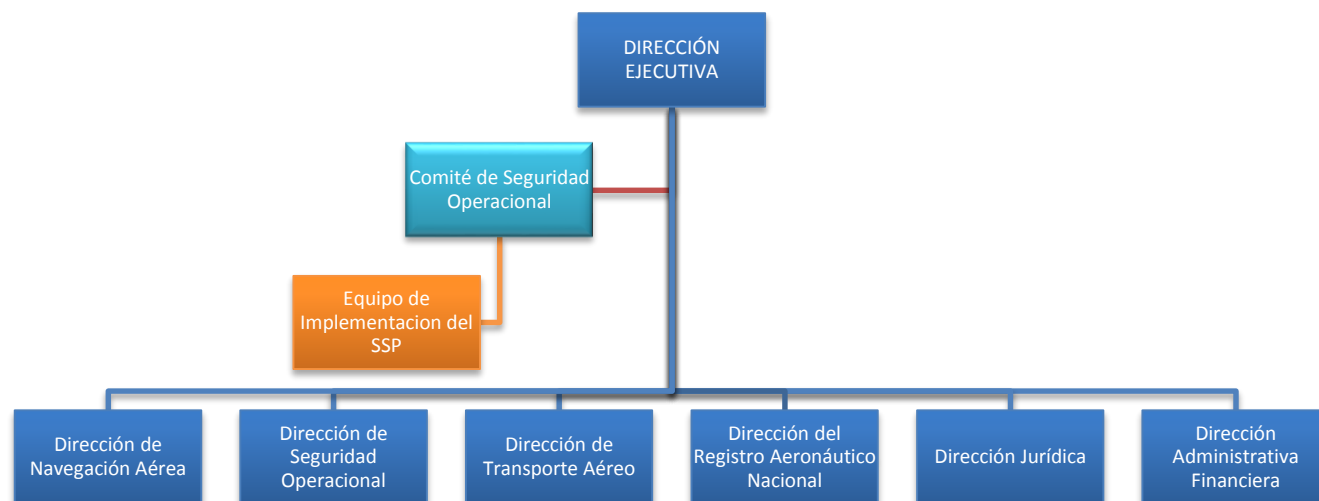 DIRECCIÓN
EJECUTIVA
Comité de Seguridad
Operacional
Equipo de
Implementacion del
SSP
Dirección de
Navegación Aérea
Dirección de
Seguridad
Operacional
Dirección de
Transporte Aéreo
Dirección del
Registro Aeronáutico
Nacional
Dirección Jurídica
Dirección
Administrativa
Financiera